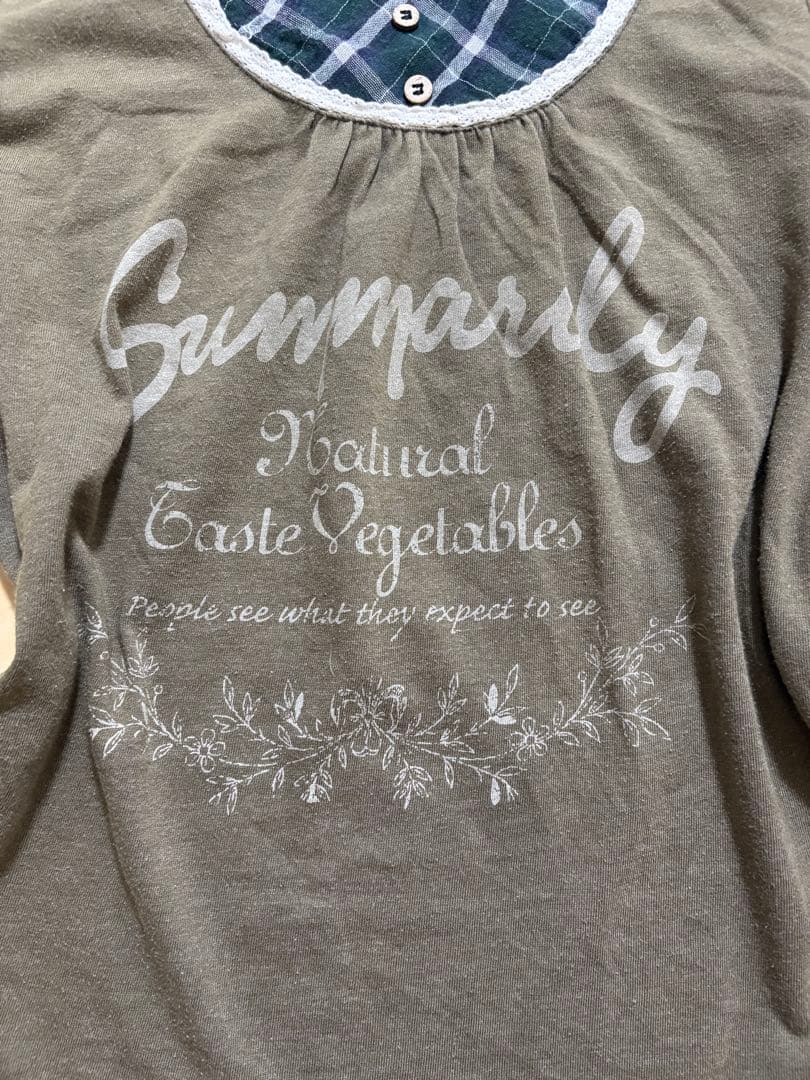 Summarily
Natural
Taste Vegetables
People see what they expect to see